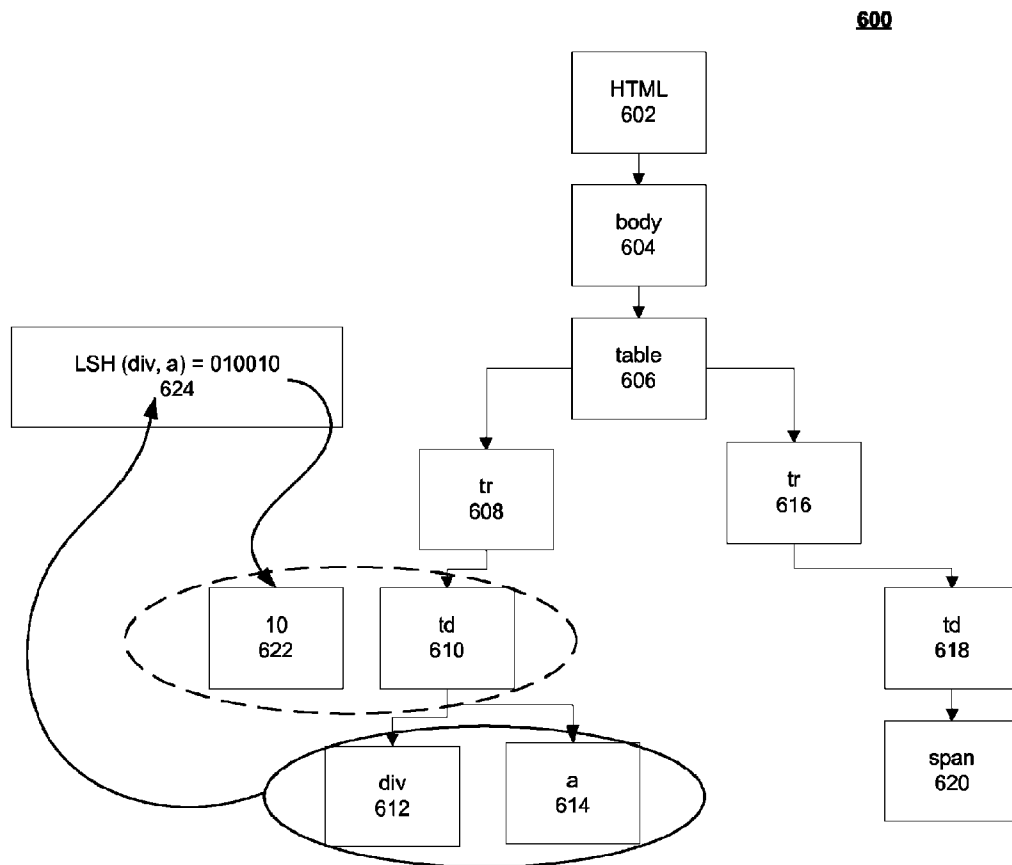 600
HTML
602
body
604
LSH (div, a) = 010010
624
table
606
tr
608
tr
616
10
622
td
610
td
618
div
612
a
614
span
620